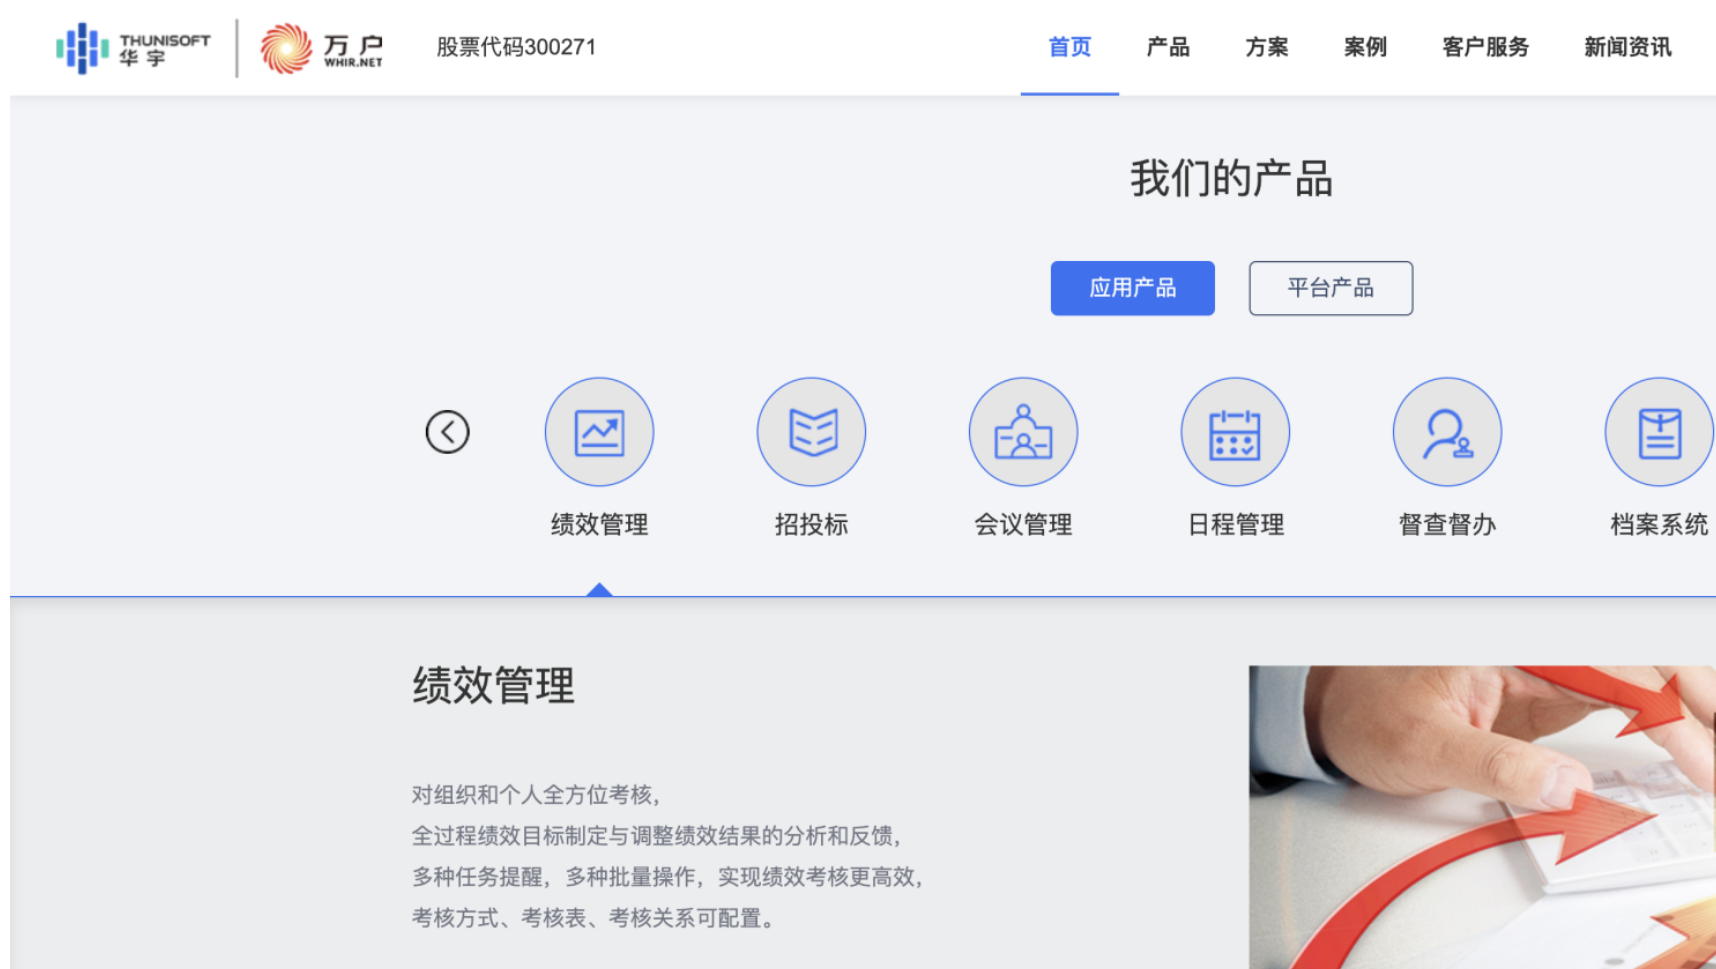 THUNISOFT
华宇
万户
WHIR.NET
股票代码300271
首页
产品
方案
案例
客户服务
新闻资讯
我们的产品
应用产品
平台产品
绩效管理
招投标
会议管理
日程管理
督查督办
档案系统
绩效管理
对组织和个人全方位考核，
全过程绩效目标制定与调整绩效结果的分析和反馈，
多种任务提醒，多种批量操作，实现绩效考核更高效，
考核方式、考核表、考核关系可配置。